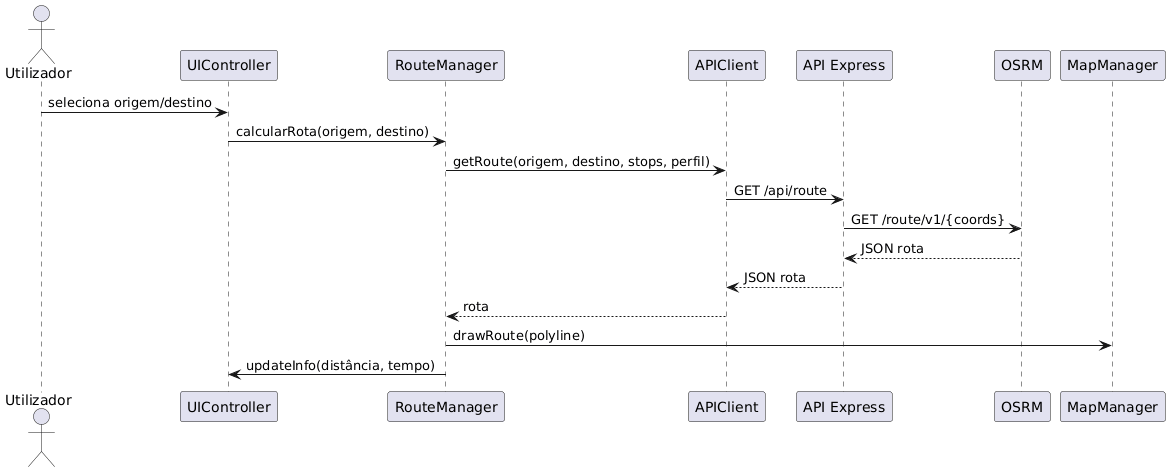 Utilizador
UIController
RouteManager
APIClient
API Express
OSRM
MapManager
seleciona origem/destino
calcularRota(origem, destino)
getRoute(origem, destino, stops, perfil)
GET /api/route
GET /route/v1/{coords}
JSON rota
JSON rota
rota
drawRoute(polyline)
updateInfo(distância, tempo)
Utilizador
UIController
RouteManager
APIClient
API Express
OSRM
MapManager